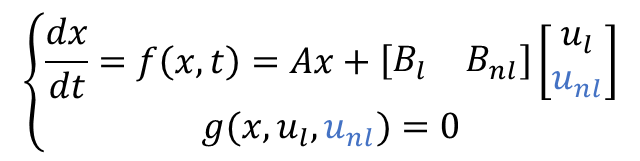 dx/dt = f(x, t) = Ax + [B_l B_nl] [u_l u_nl]
g(x, u_l, u_nl) = 0